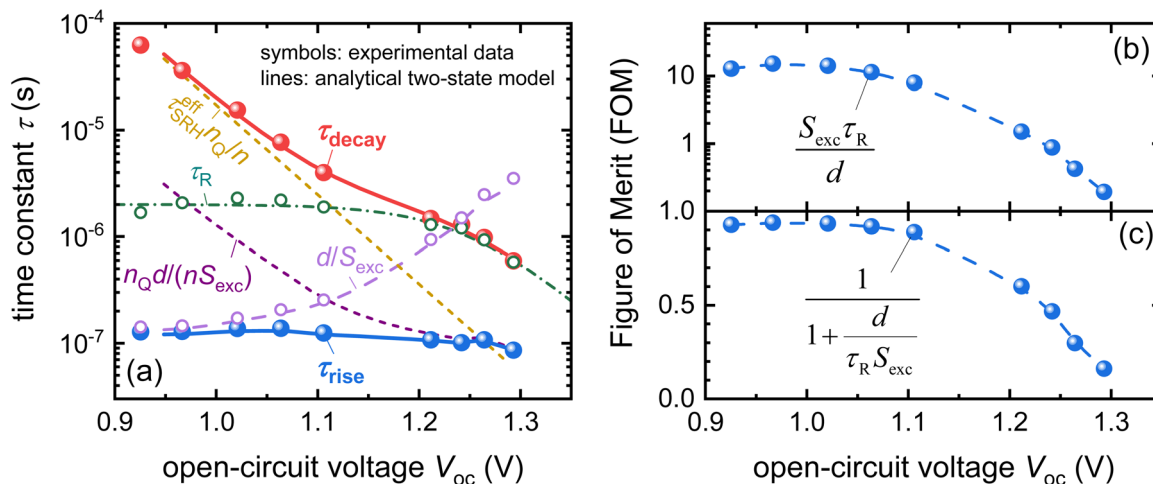 (a)
symbols: experimental data
lines: analytical two-state model
τ_SRH^eff n_Q/n
τ_decay
τ_R
d/S_exc
n_Qd/(nS_exc)
τ_rise
time constant τ (s)
10⁻⁴
10⁻⁵
10⁻⁶
10⁻⁷
0.9 1.0 1.1 1.2 1.3
open-circuit voltage V_oc (V)
(b)
S_exc τ_R
d
10
1
Figure of Merit (FOM)
(c)
1
1+
d
τ_R S_exc
1.0
0.5
0.0
0.9 1.0 1.1 1.2 1.3
open-circuit voltage V_oc (V)